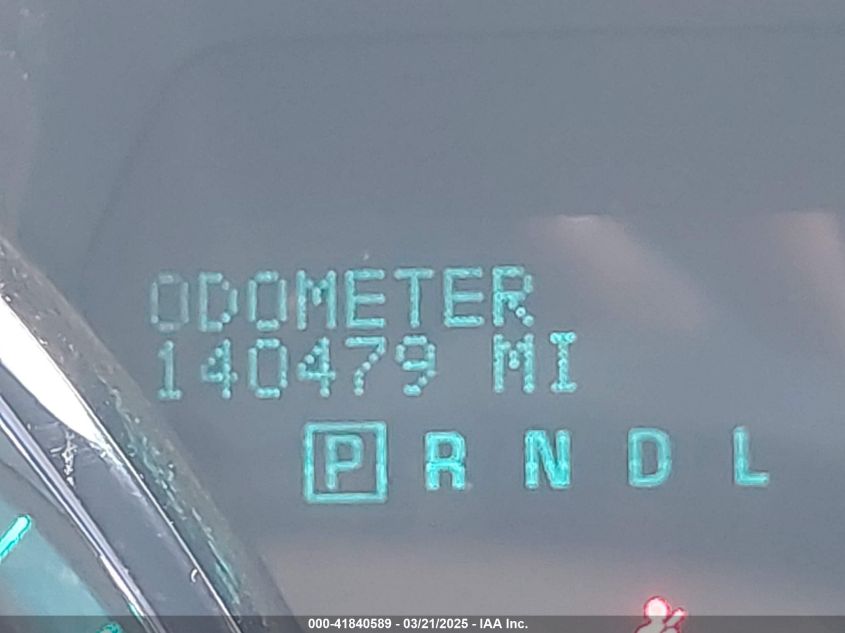 ODOMETER
140479 MI
P R N D L
000-41840589 - 03/21/2025 - IAA Inc.